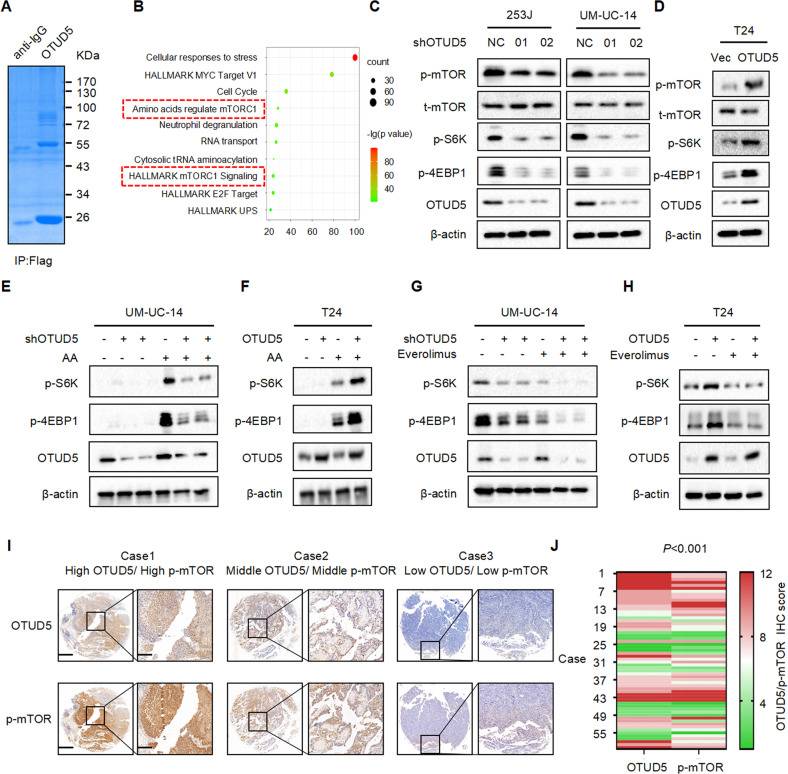 A
anti-IgG
OTUD5
KDa
170
130
100
72
55
43
34
26
IP:Flag
B
Cellular responses to stress
HALLMARK MYC Target V1
Cell Cycle
Amino acids regulate mTORC1
Neutrophil degranulation
RNA transport
Cytosolic tRNA aminoacylation
HALLMARK mTORC1 Signaling
HALLMARK E2F Target
HALLMARK UPS
20 40 60 80 100
count
30
60
90
-lg(p value)
80
60
40
C
253J UM-UC-14
shOTUD5 NC 01 02 NC 01 02
p-mTOR
t-mTOR
p-S6K
p-4EBP1
OTUD5
β-actin
D
T24
Vec OTUD5
p-mTOR
t-mTOR
p-S6K
p-4EBP1
OTUD5
β-actin
E
UM-UC-14
shOTUD5 - + + - + +
AA - - - + + +
p-S6K
p-4EBP1
OTUD5
β-actin
F
T24
OTUD5 - + - +
AA - - + +
p-S6K
p-4EBP1
OTUD5
β-actin
G
UM-UC-14
shOTUD5 - + + - + +
Everolimus - - - + + +
p-S6K
p-4EBP1
OTUD5
β-actin
H
T24
OTUD5 - + - +
Everolimus - - + +
p-S6K
p-4EBP1
OTUD5
β-actin
I
Case1 Case2 Case3
High OTUD5/ High p-mTOR Middle OTUD5/ Middle p-mTOR Low OTUD5/ Low p-mTOR
OTUD5
p-mTOR
J
P<0.001
Case
1
7
13
19
25
31
37
43
49
55
OTUD5 p-mTOR
12
8
4
OTUD5/p-mTOR IHC score